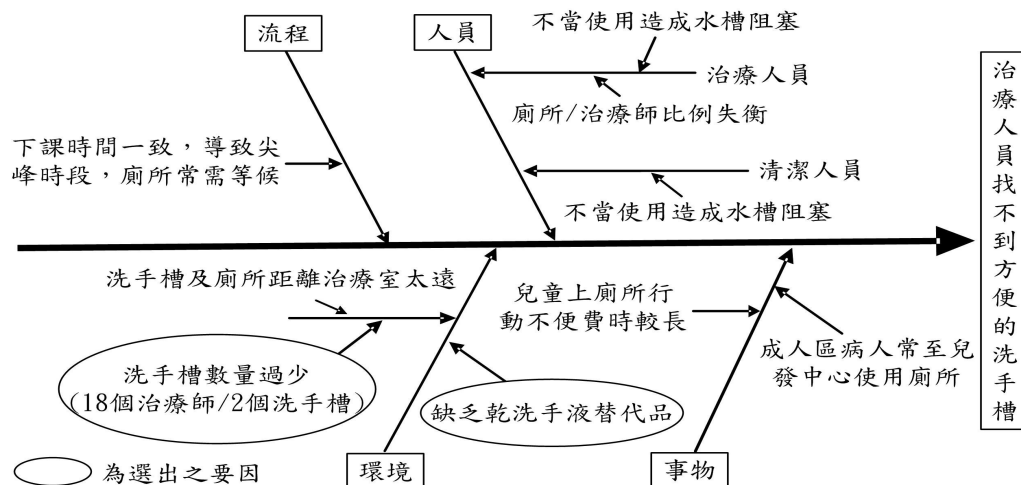 流程
人員
不當使用造成水槽阻塞
治療人員
廁所/治療師比例失衡
下課時間一致，導致尖
峰時段，廁所常需等候
清潔人員
不當使用造成水槽阻塞
治療人員找不到方便的洗手槽
洗手槽及廁所距離治療室太遠
兒童上廁所行
動不便費時較長
成人區病人常至兒
發中心使用廁所
洗手槽數量過少
(18個治療師/2個洗手槽)
缺乏乾洗手液替代品
為選出之要因
環境
事物